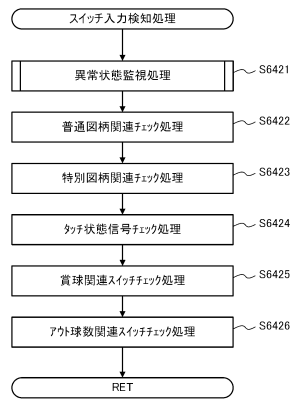 スイッチ入力検知処理
異常状態監視処理
S6421
普通図柄関連チェック処理
S6422
特別図柄関連チェック処理
S6423
タッチ状態信号チェック処理
S6424
賞球関連スイッチチェック処理
S6425
アウト球数関連スイッチチェック処理
S6426
RET